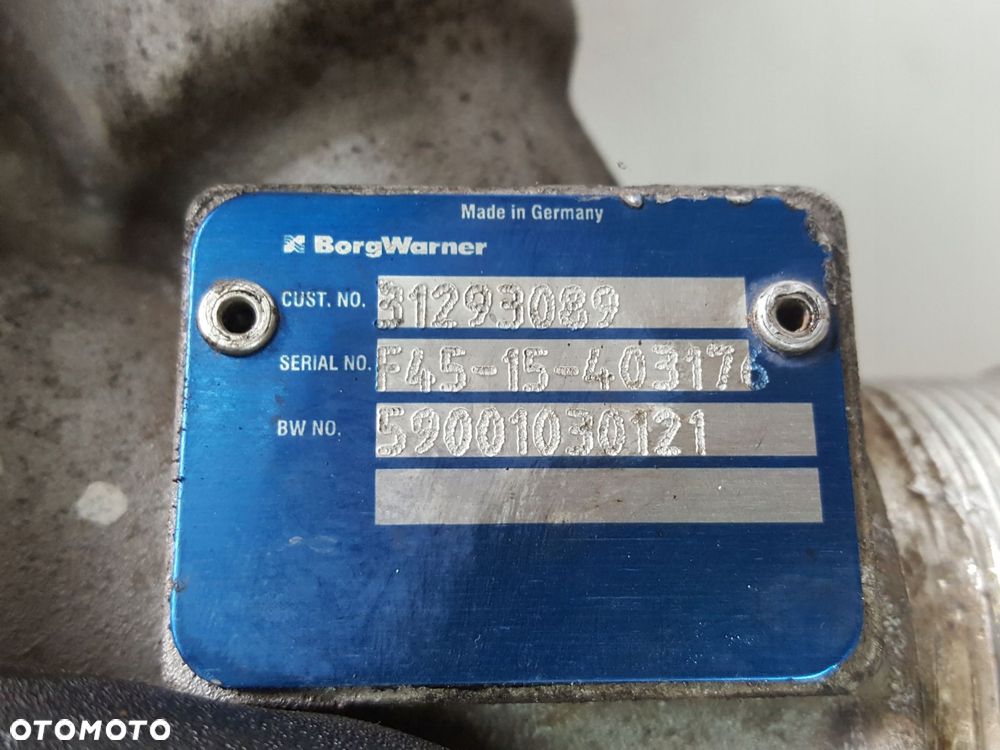 Made in Germany
BorgWarner
CUST. NO. 31293089
SERIAL NO. F45-15-403176
BW NO. 59001030121
OTOMOTO